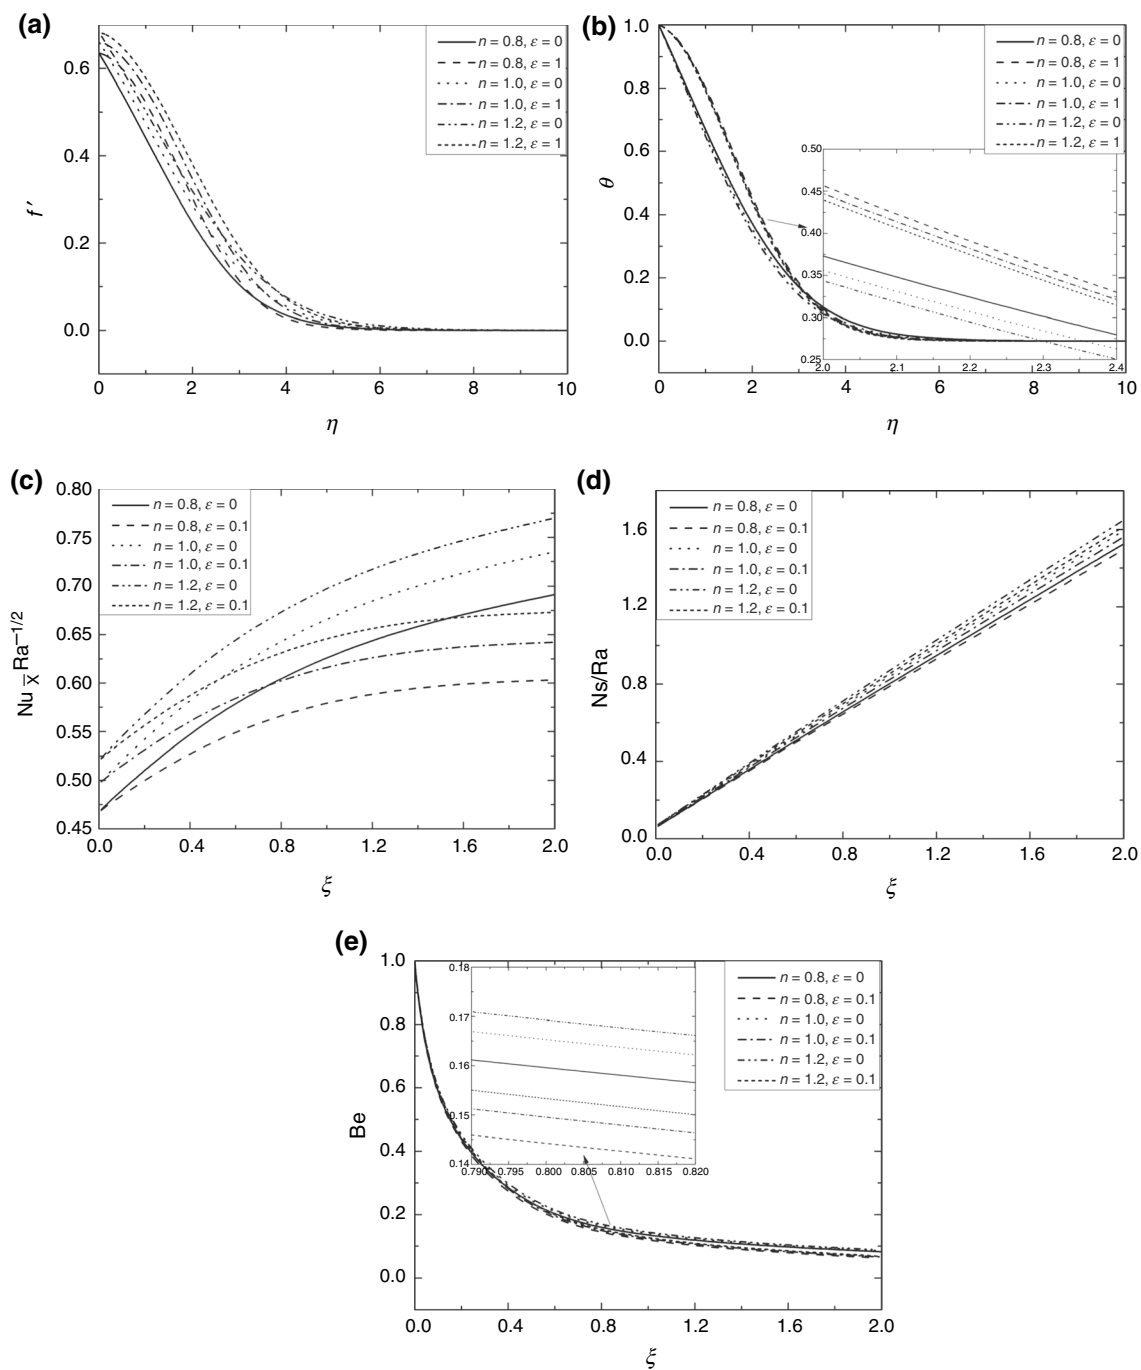 (a)
0.6
0.4
0.2
0.0
f′
0
2
4
6
8
10
η
n = 0.8, ε = 0
n = 0.8, ε = 1
n = 1.0, ε = 0
n = 1.0, ε = 1
n = 1.2, ε = 0
n = 1.2, ε = 1
(b)
1.0
0.8
0.6
0.4
0.2
0.0
θ
0
2
4
6
8
10
η
n = 0.8, ε = 0
n = 0.8, ε = 1
n = 1.0, ε = 0
n = 1.0, ε = 1
n = 1.2, ε = 0
n = 1.2, ε = 1
0.50
0.45
0.40
0.35
0.30
0.25
2.0
2.1
2.2
2.3
2.4
(c)
0.80
0.75
0.70
0.65
0.60
0.55
0.50
0.45
Nu x̅ Ra−1/2
0.0
0.4
0.8
1.2
1.6
2.0
ξ
n = 0.8, ε = 0
n = 0.8, ε = 0.1
n = 1.0, ε = 0
n = 1.0, ε = 0.1
n = 1.2, ε = 0
n = 1.2, ε = 0.1
(d)
1.6
1.2
0.8
0.4
0.0
Ns/Ra
0.0
0.4
0.8
1.2
1.6
2.0
ξ
n = 0.8, ε = 0
n = 0.8, ε = 0.1
n = 1.0, ε = 0
n = 1.0, ε = 0.1
n = 1.2, ε = 0
n = 1.2, ε = 0.1
(e)
1.0
0.8
0.6
0.4
0.2
0.0
Be
0.0
0.4
0.8
1.2
1.6
2.0
ξ
0.18
0.17
0.16
0.15
0.14
0.790
0.795
0.800
0.805
0.810
0.815
0.820
n = 0.8, ε = 0
n = 0.8, ε = 0.1
n = 1.0, ε = 0
n = 1.0, ε = 0.1
n = 1.2, ε = 0
n = 1.2, ε = 0.1